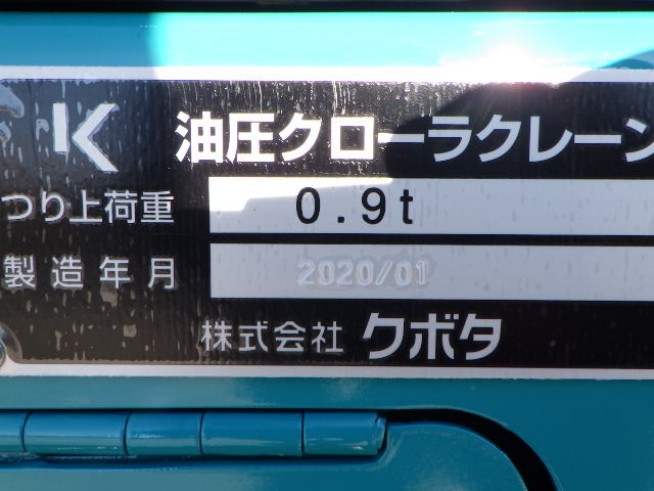 K 油圧クローラクレーン
つり上荷重 0.9t
製造年月 2020/01
株式会社 クボタ